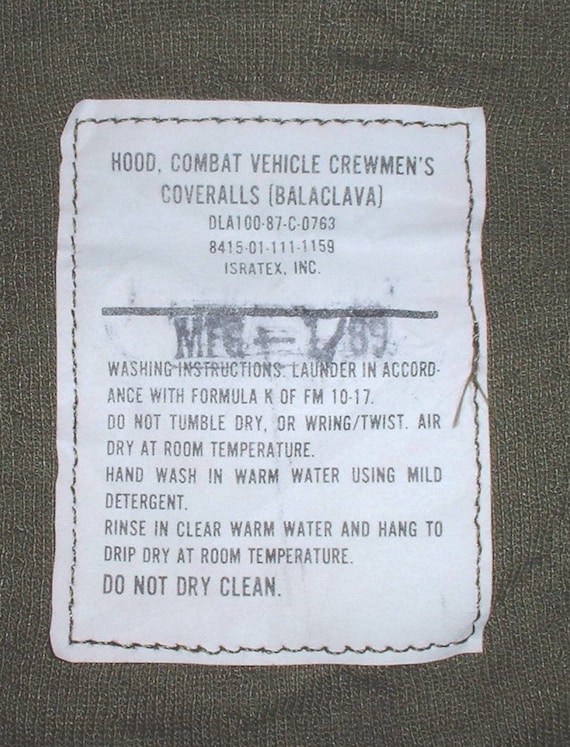 HOOD, COMBAT VEHICLE CREWMEN'S
COVERALLS (BALACLAVA)
DLA100-87-C-0763
8415-01-111-1159
ISRATEX, INC.
MFG - 1/89
WASHING INSTRUCTIONS: LAUNDER IN ACCORD-
ANCE WITH FORMULA K OF FM 10-17.
DO NOT TUMBLE DRY, OR WRING/TWIST. AIR
DRY AT ROOM TEMPERATURE.
HAND WASH IN WARM WATER USING MILD
DETERGENT.
RINSE IN CLEAR WARM WATER AND HANG TO
DRIP DRY AT ROOM TEMPERATURE.
DO NOT DRY CLEAN.